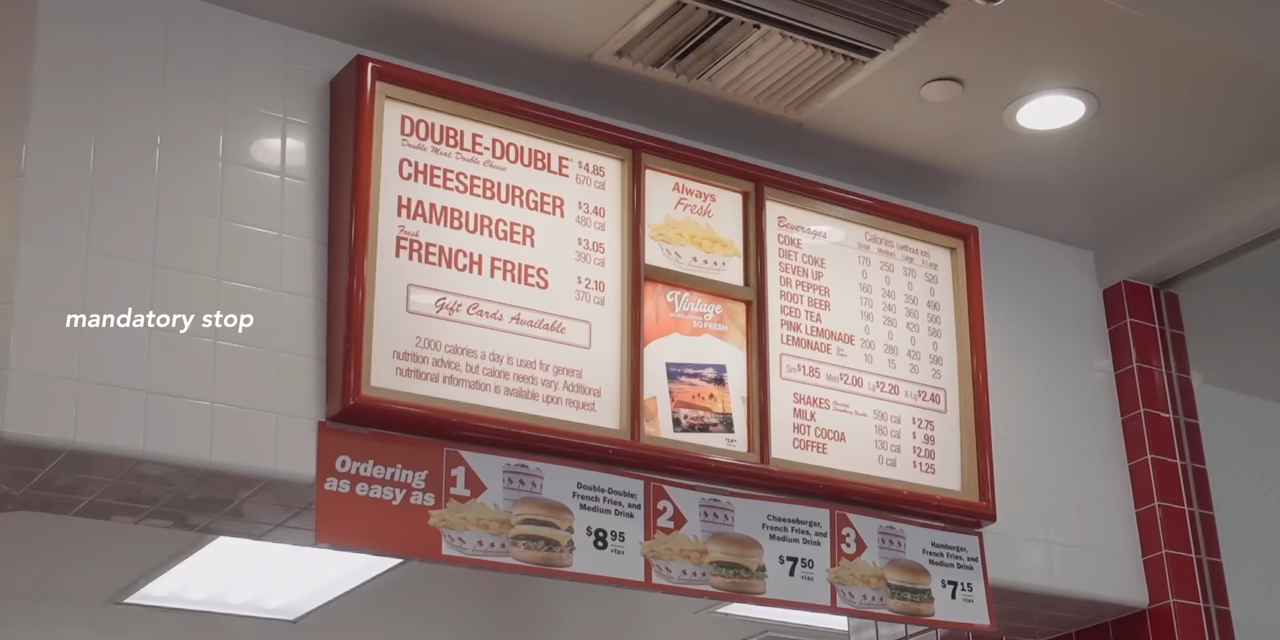 mandatory stop
DOUBLE-DOUBLE® $4.85
Double Meat Double Cheese 670 cal
CHEESEBURGER $3.40
480 cal
HAMBURGER $3.05
390 cal
Fresh
FRENCH FRIES $2.10
370 cal
Gift Cards Available
2,000 calories a day is used for general
nutrition advice, but calorie needs vary. Additional
nutritional information is available upon request.
Always
Fresh
Vintage
SO FRESH
Beverages Calories (without ice)
Small Medium Large X-Large
COKE 170 250 370 520
DIET COKE 0 0 0 0
SEVEN UP 160 240 350 490
DR PEPPER 170 240 360 500
ROOT BEER 190 280 420 580
ICED TEA 0 0 0 0
PINK LEMONADE 200 280 420 590
LEMONADE 10 15 20 25
Sm $1.85 Med $2.00 Lg $2.20 X-Lg $2.40
SHAKES 590 cal $2.75
MILK 180 cal $.99
HOT COCOA 130 cal $2.00
COFFEE 0 cal $1.25
Ordering
as easy as
1
Double-Double,
French Fries, and
Medium Drink
$8.95
+tax
2
Cheeseburger,
French Fries, and
Medium Drink
$7.50
+tax
3
Hamburger,
French Fries, and
Medium Drink
$7.15
+tax